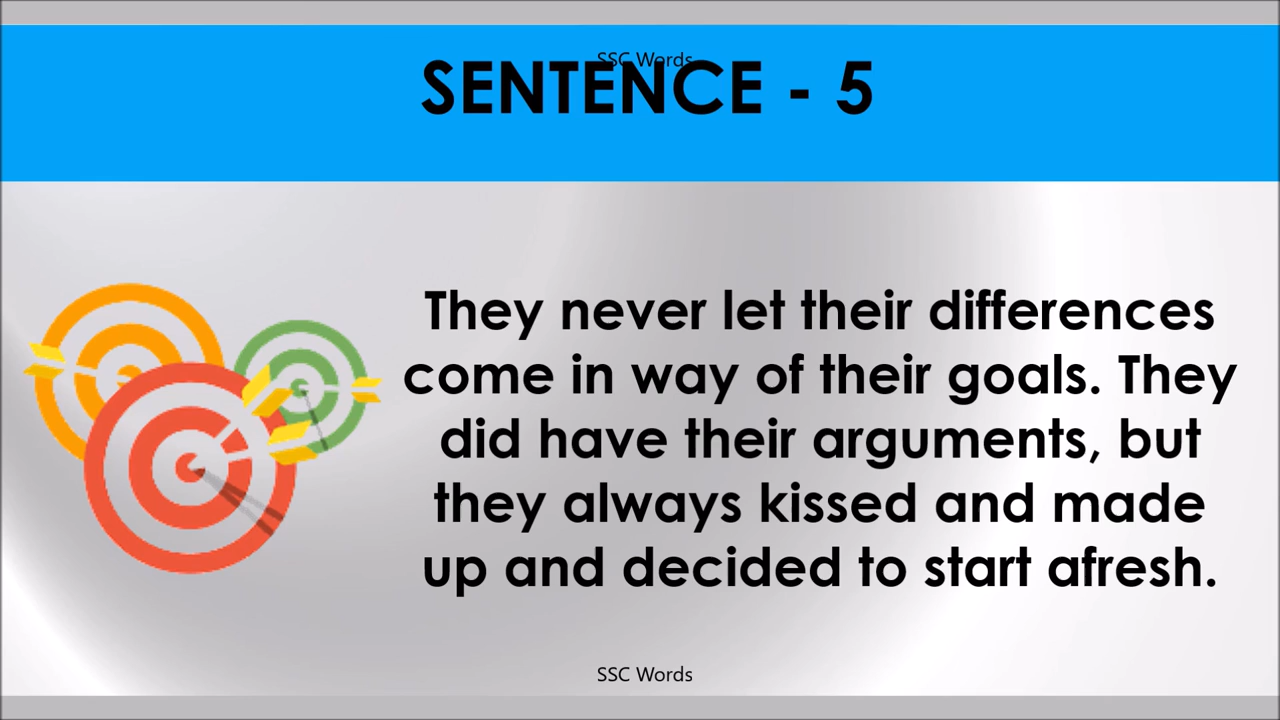 SSC Words
SENTENCE - 5
They never let their differences
come in way of their goals. They
did have their arguments, but
they always kissed and made
up and decided to start afresh.
SSC Words